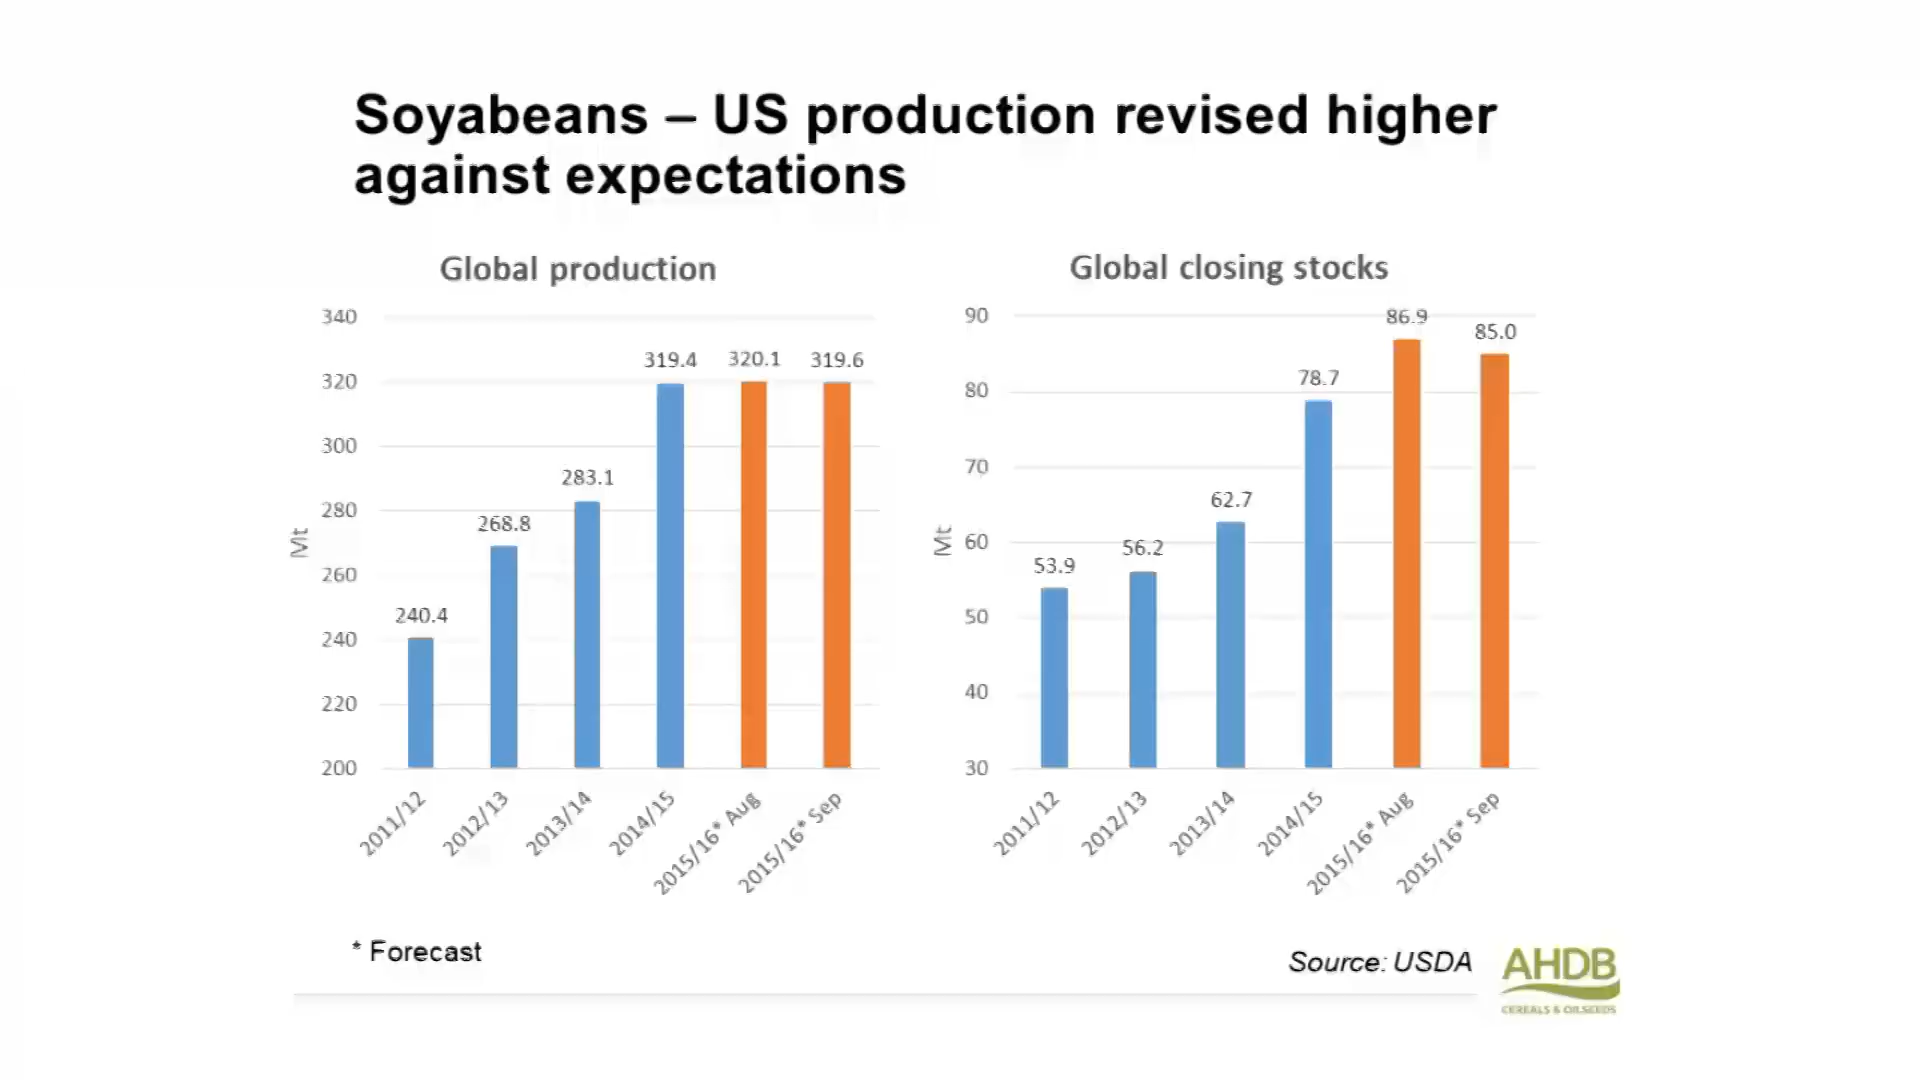 Soyabeans – US production revised higher
against expectations
Global production
340
320
300
280
260
240
220
200
Mt
240.4
268.8
283.1
319.4
320.1
319.6
2011/12
2012/13
2013/14
2014/15
2015/16* Aug
2015/16* Sep
Global closing stocks
90
80
70
60
50
40
30
Mt
53.9
56.2
62.7
78.7
86.9
85.0
2011/12
2012/13
2013/14
2014/15
2015/16* Aug
2015/16* Sep
* Forecast
Source: USDA
AHDB
CEREALS & OILSEEDS